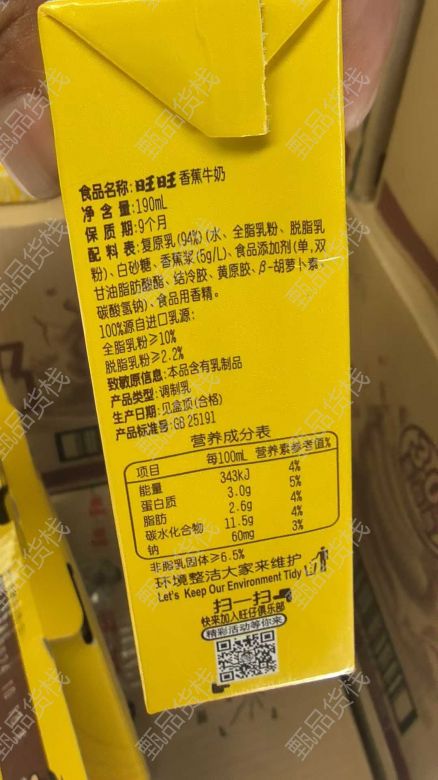 食品名称:旺旺香蕉牛奶
净含量:190mL
保质期:9个月
配料表:复原乳(94%)(水、全脂乳粉、脱脂乳
粉)、白砂糖、香蕉浆(5g/L)、食品添加剂(单,双
甘油脂肪酸酯、结冷胶、黄原胶、β-胡萝卜素、
碳酸氢钠)、食品用香精。
100%源自进口乳源:
全脂乳粉≥10%
脱脂乳粉≥2.2%
致敏原信息:本品含有乳制品
产品类型:调制乳
生产日期:见盒顶(合格)
产品标准号:GB 25191
营养成分表
项目 每100mL 营养素参考值%
能量 343kJ 4%
蛋白质 3.0g 5%
脂肪 2.6g 4%
碳水化合物 11.5g 4%
钠 60mg 3%
非脂乳固体≥6.5%
环境整洁大家来维护
Let's Keep Our Environment Tidy
扫一扫
快来加入旺仔俱乐部
精彩活动等你来
甄品货栈